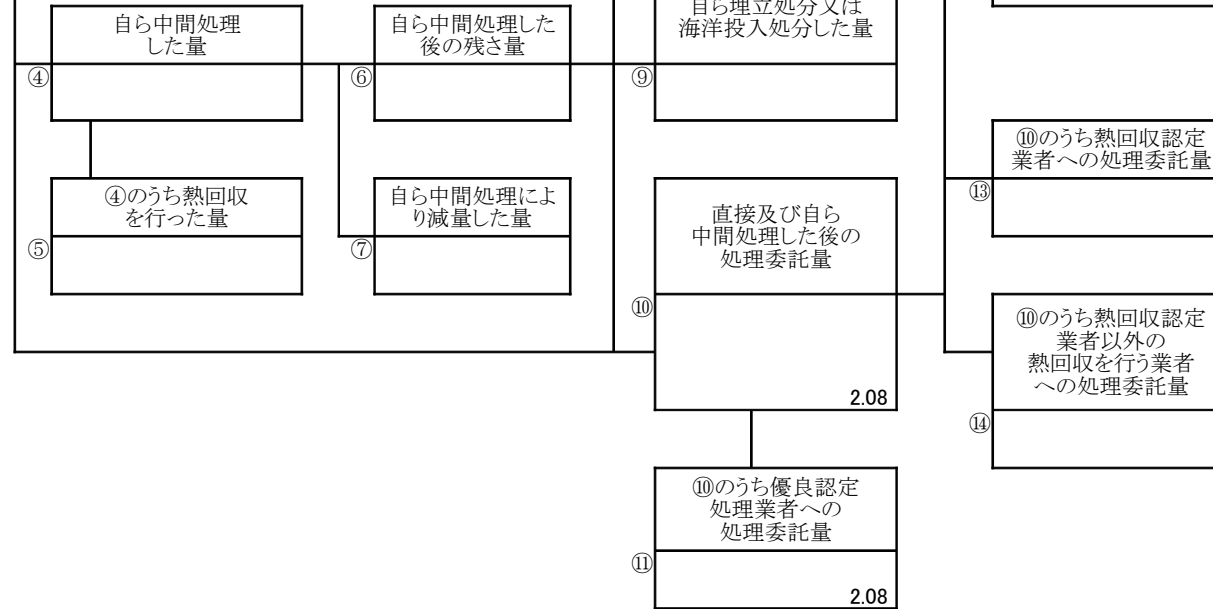 自ら中間処理
した量
④
自ら中間処理した
後の残さ量
⑥
自ら埋立処分又は
海洋投入処分した量
⑨
④のうち熱回収
を行った量
⑤
自ら中間処理によ
り減量した量
⑦
直接及び自ら
中間処理した後の
処理委託量
⑩
2.08
⑩のうち熱回収認定
業者への処理委託量
⑬
⑩のうち熱回収認定
業者以外の
熱回収を行う業者
への処理委託量
⑭
⑩のうち優良認定
処理業者への
処理委託量
⑪
2.08